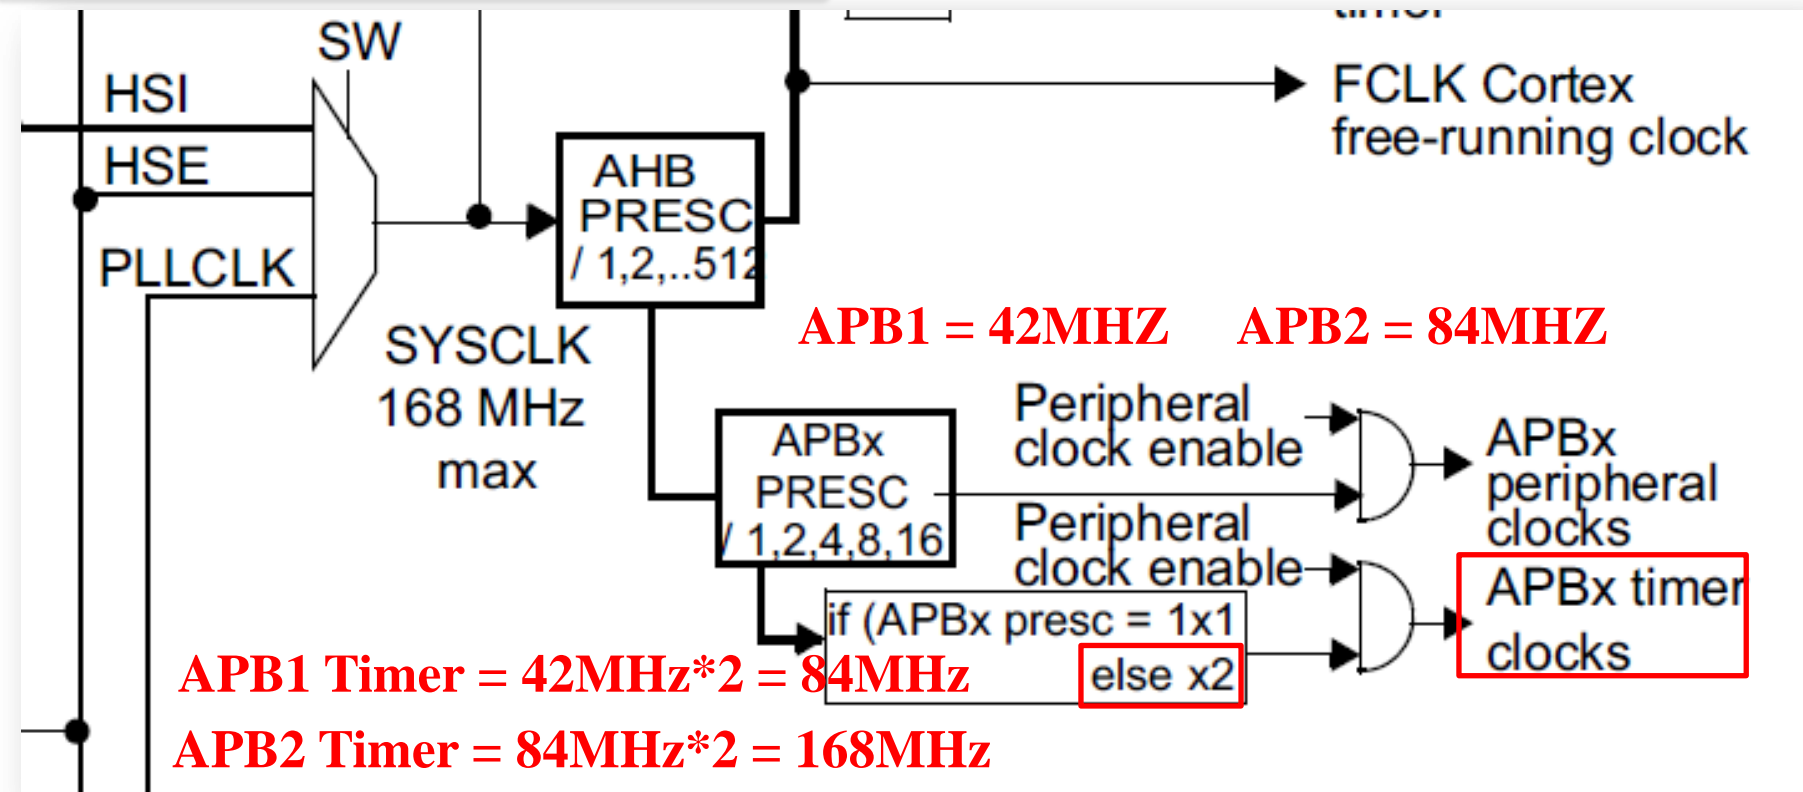 timer
SW
HSI
HSE
PLLCLK
SYSCLK
168 MHz
max
AHB
PRESC
/ 1,2,..512
FCLK Cortex
free-running clock
APB1 = 42MHZ
APB2 = 84MHZ
APBx
PRESC
/ 1,2,4,8,16
Peripheral
clock enable
APBx
peripheral
clocks
Peripheral
clock enable
if (APBx presc = 1x1
else x2
APBx timer
clocks
APB1 Timer = 42MHz*2 = 84MHz
APB2 Timer = 84MHz*2 = 168MHz